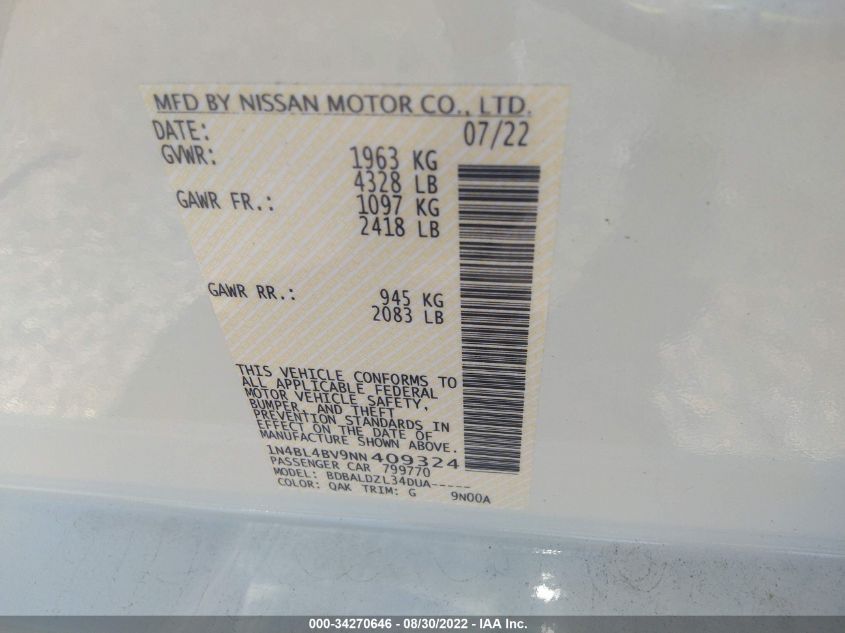 MFD BY NISSAN MOTOR CO., LTD.
DATE: 07/22
GVWR: 1963 KG
4328 LB
GAWR FR.: 1097 KG
2418 LB
GAWR RR.: 945 KG
2083 LB
THIS VEHICLE CONFORMS TO
ALL APPLICABLE FEDERAL
MOTOR VEHICLE SAFETY,
BUMPER, AND THEFT
PREVENTION STANDARDS IN
EFFECT ON THE DATE OF
MANUFACTURE SHOWN ABOVE.
1N4BL4BV9NN409324
PASSENGER CAR 799770
MODEL: BDBALDZL34DUA-----
COLOR: QAK TRIM: G 9N00A
000-34270646 - 08/30/2022 - IAA Inc.